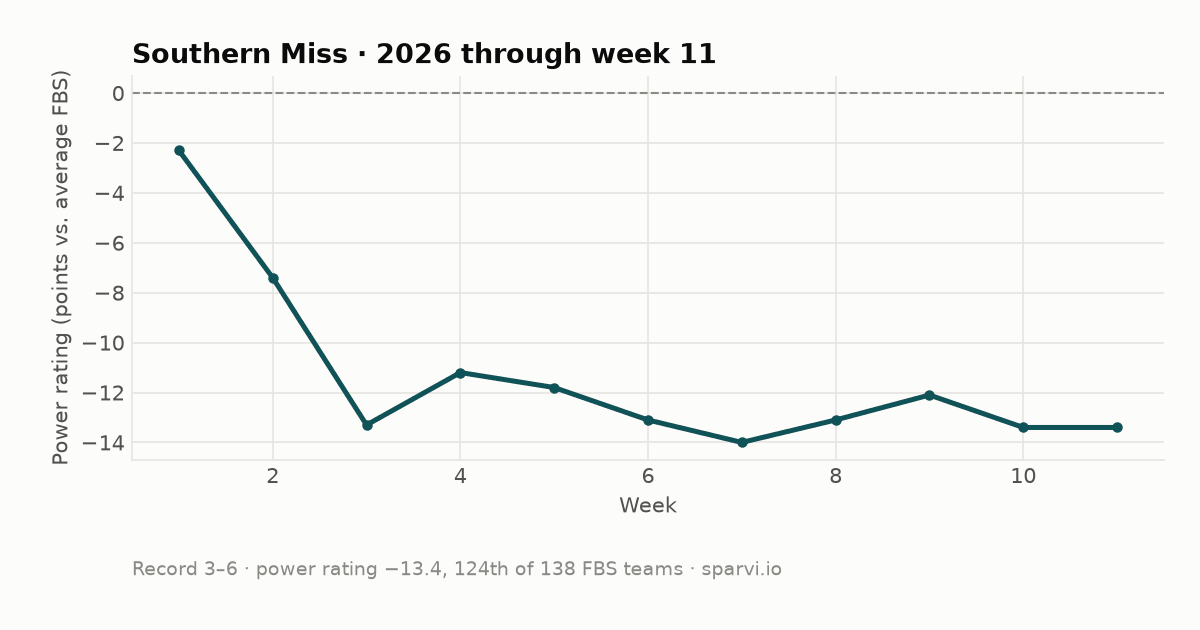 Southern Miss · 2026 through week 11
Power rating (points vs. average FBS)
0
−2
−4
−6
−8
−10
−12
−14
2 4 6 8 10
Week
Record 3–6 · power rating −13.4, 124th of 138 FBS teams · sparvi.io